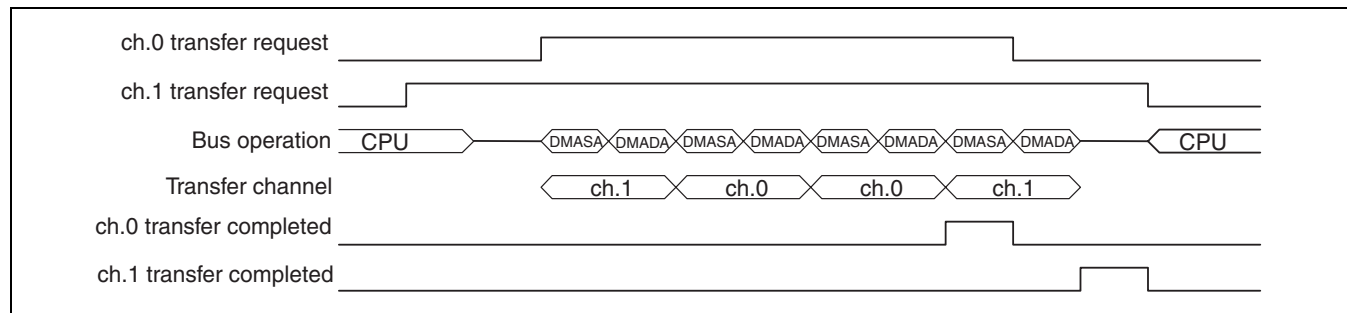 ch.0 transfer request
ch.1 transfer request
Bus operation CPU DMASA DMADA DMASA DMADA DMASA DMADA DMASA DMADA CPU
Transfer channel ch.1 ch.0 ch.0 ch.1
ch.0 transfer completed
ch.1 transfer completed